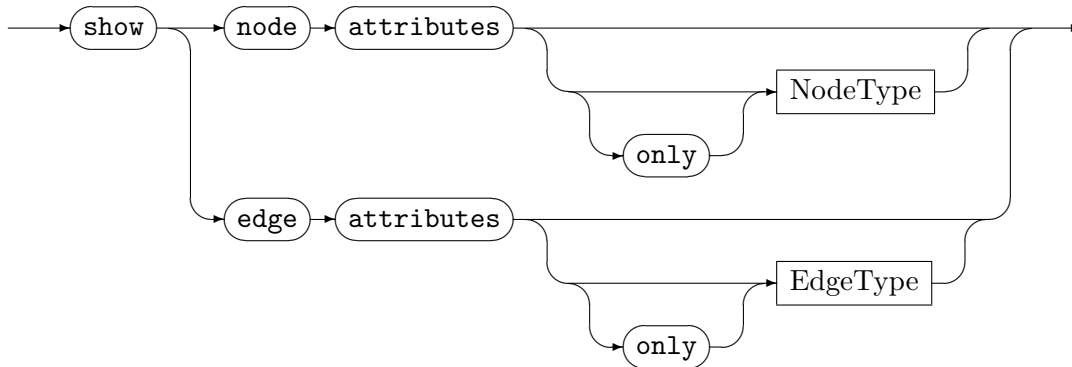 show node attributes
NodeType
only
edge attributes
EdgeType
only